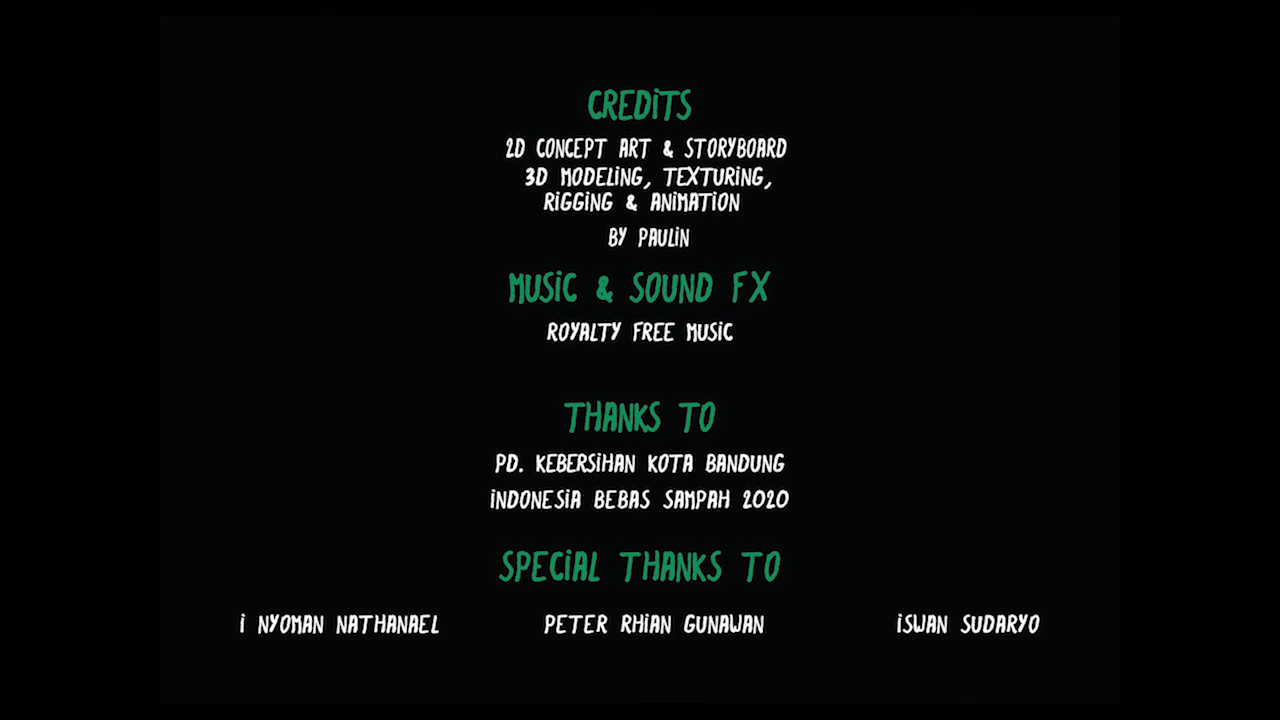 CREDiTS
2D CONCEPT ART & STORYBOARD
3D MODELiNG, TEXTURiNG,
RiGGiNG & ANiMATiON
BY PAULiN
MUSiC & SOUND FX
ROYALTY FREE MUSiC
THANKS TO
PD. KEBERSiHAN KOTA BANDUNG
iNDONESiA BEBAS SAMPAH 2020
SPECiAL THANKS TO
i NYOMAN NATHANAEL PETER RHiAN GUNAWAN iSWAN SUDARYO